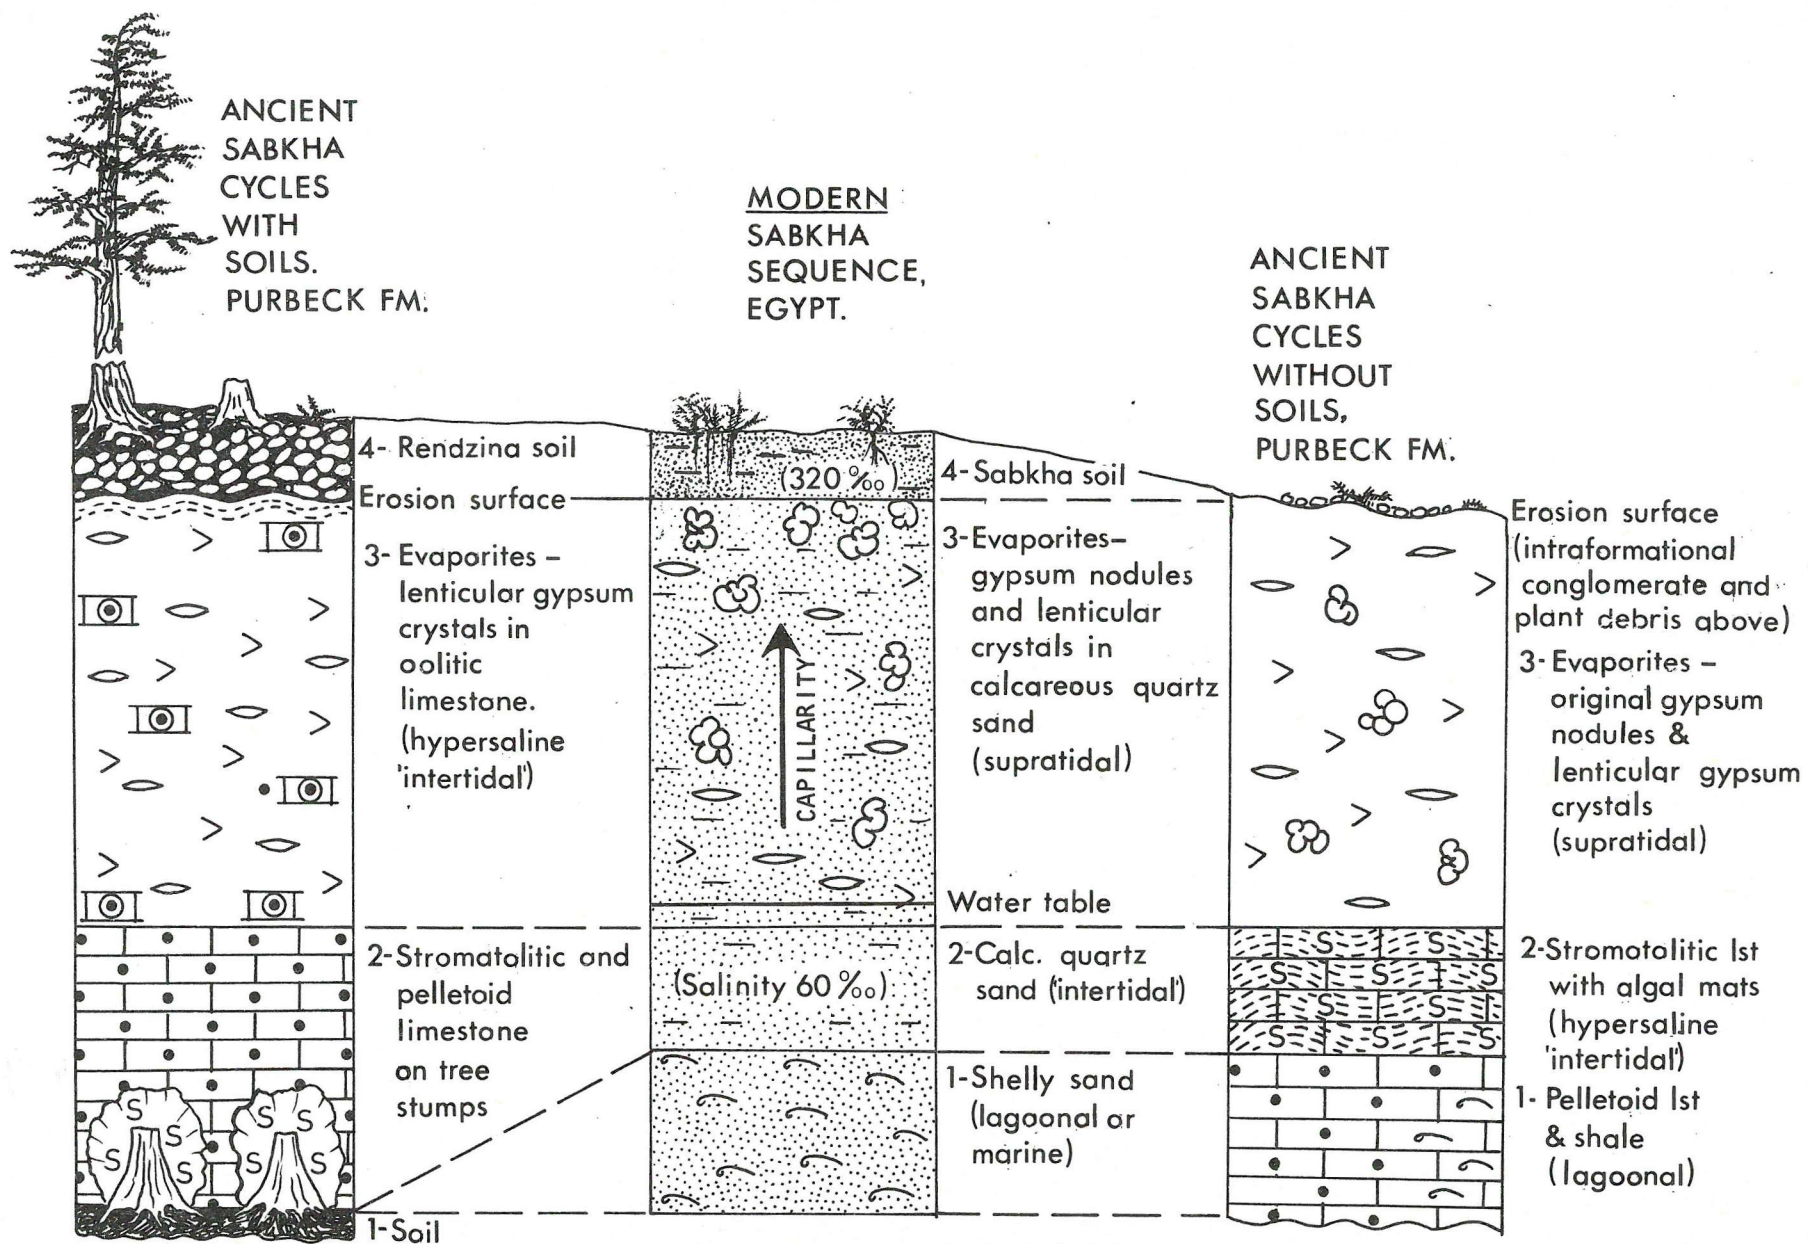 ANCIENT
SABKHA
CYCLES
WITH
SOILS.
PURBECK FM.
MODERN
SABKHA
SEQUENCE,
EGYPT.
ANCIENT
SABKHA
CYCLES
WITHOUT
SOILS,
PURBECK FM.
4- Rendzina soil
Erosion surface
3- Evaporites –
lenticular gypsum
crystals in
oolitic
limestone.
(hypersaline
'intertidal')
2-Stromatolitic and
pelletoid
limestone
on tree
stumps
1-Soil
S
S
S
S
S
S
S
S
(320‰)
CAPILLARITY
(Salinity 60‰)
4-Sabkha soil
3-Evaporites–
gypsum nodules
and lenticular
crystals in
calcareous quartz
sand
(supratidal)
Water table
2-Calc. quartz
sand ('intertidal')
1-Shelly sand
(lagoonal or
marine)
S S
S S S
S S
S S S
Erosion surface
(intraformational
conglomerate and
plant debris above)
3- Evaporites –
original gypsum
nodules &
lenticular gypsum
crystals
(supratidal)
2-Stromotolitic lst
with algal mats
(hypersaline
'intertidal')
1- Pelletoid lst
& shale
(lagoonal)